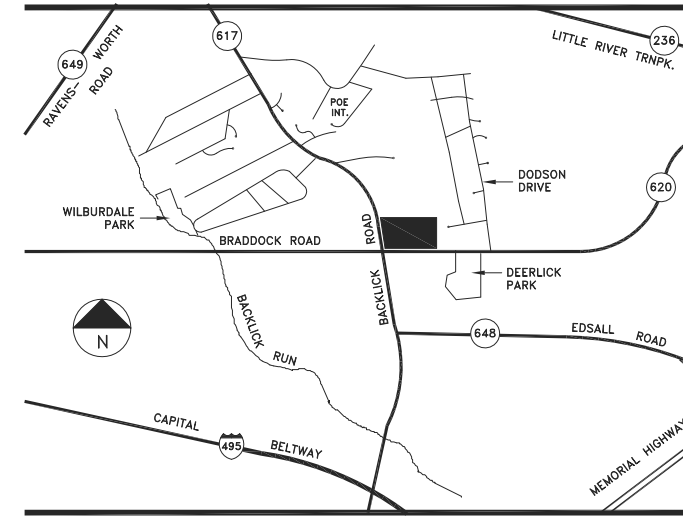 617
236
LITTLE RIVER TRNPK.
649
RAVENS- WORTH
ROAD
POE
INT.
DODSON
DRIVE
620
WILBURDALE
PARK
BRADDOCK ROAD
BACKLICK ROAD
DEERLICK
PARK
N
BACKLICK RUN
648
EDSALL ROAD
CAPITAL BELTWAY
495
MEMORIAL HIGHWAY